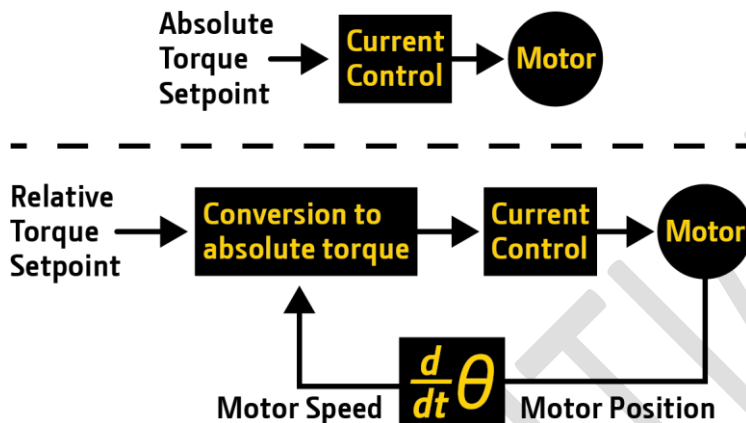 Absolute
Torque
Setpoint
Current
Control
Motor
Relative
Torque
Setpoint
Conversion to
absolute torque
Current
Control
Motor
d
dt
θ
Motor Speed
Motor Position